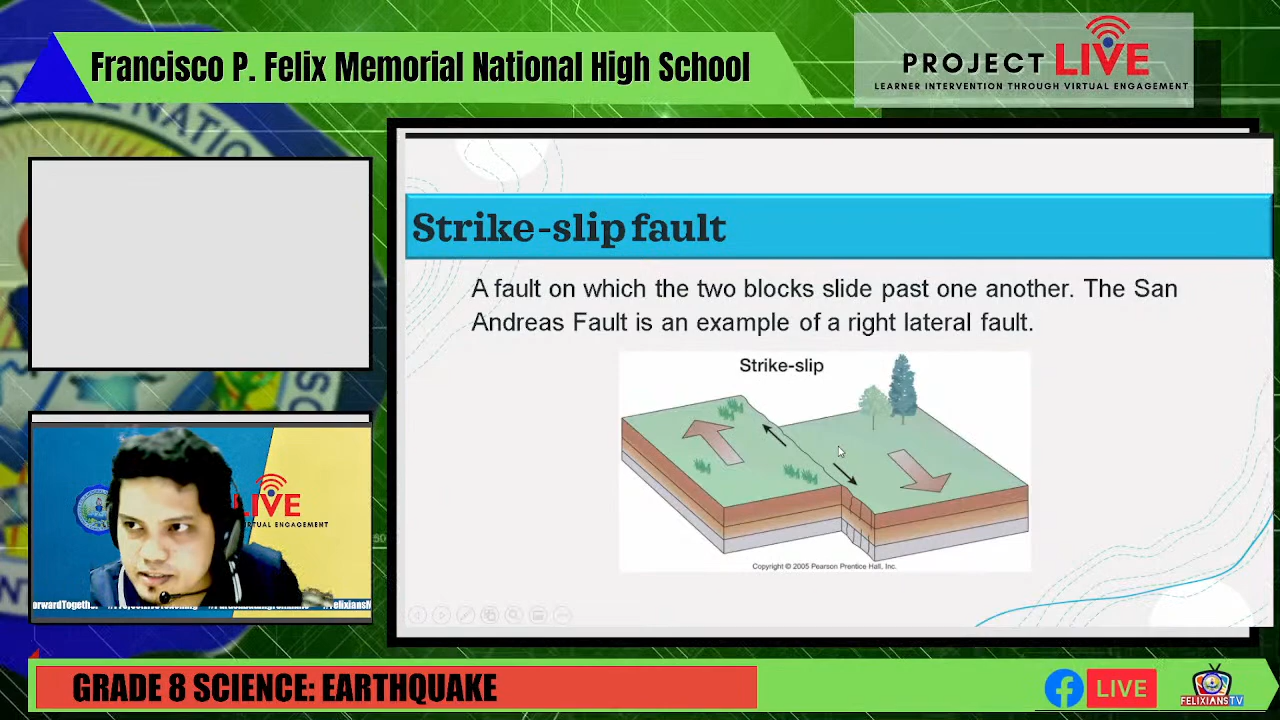 Francisco P. Felix Memorial National High School
PROJECT LIVE
LEARNER INTERVENTION THROUGH VIRTUAL ENGAGEMENT
Strike-slip fault
A fault on which the two blocks slide past one another. The San
Andreas Fault is an example of a right lateral fault.
Strike-slip
Copyright © 2005 Pearson Prentice Hall, Inc.
LIVE
ENGAGEMENT
GRADE 8 SCIENCE: EARTHQUAKE
LIVE
FELIXIANSTV